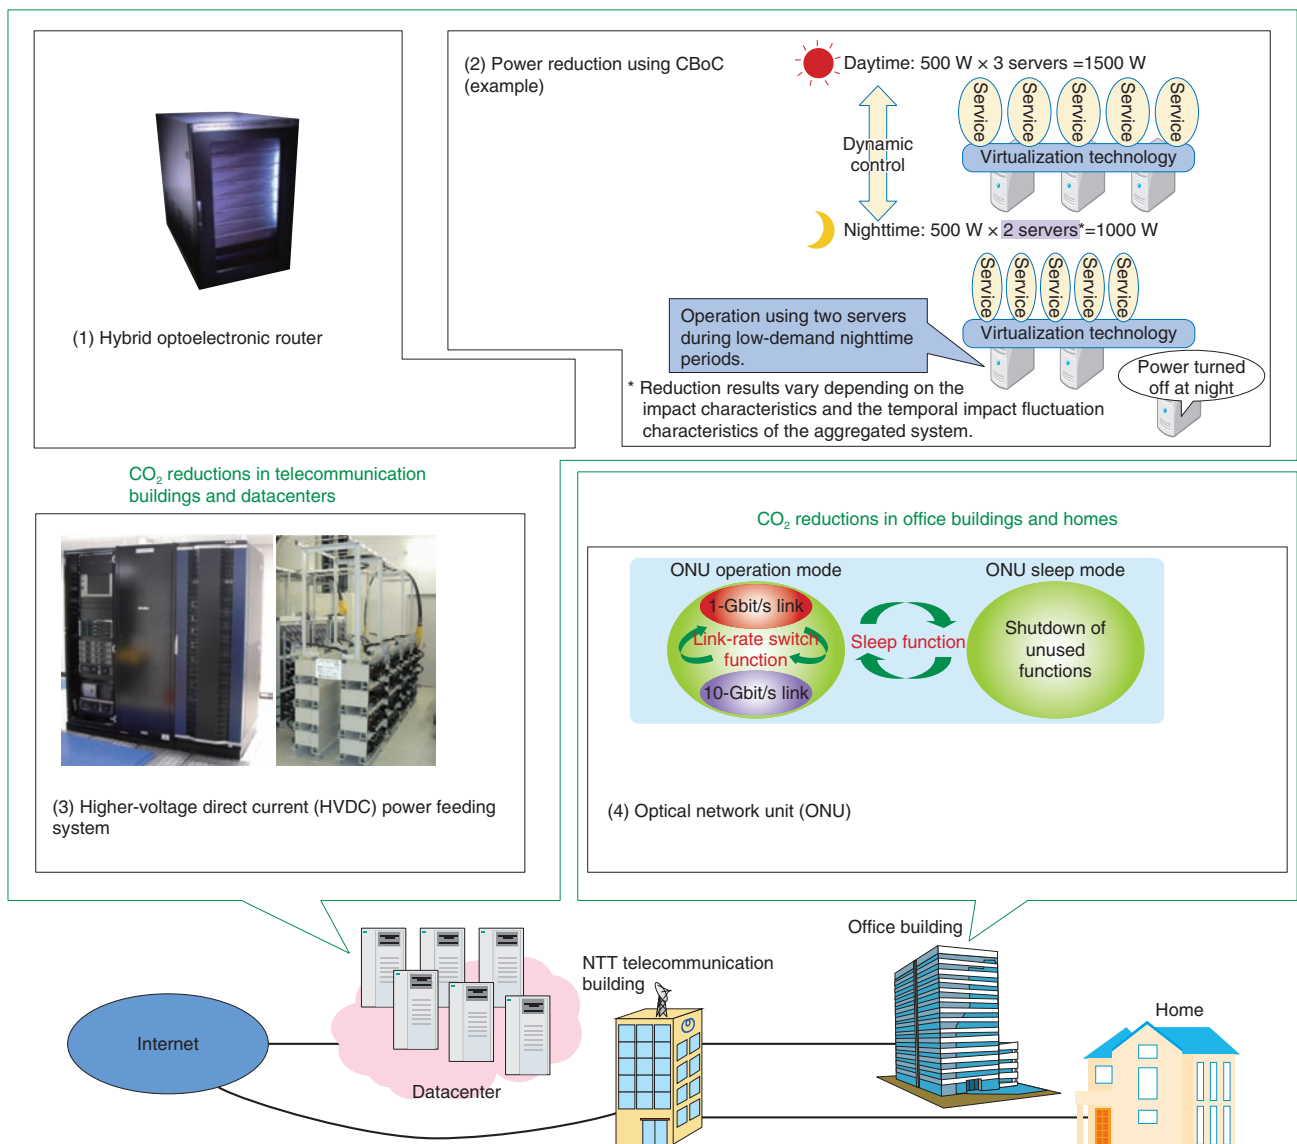 (1) Hybrid optoelectronic router
(2) Power reduction using CBoC
(example)
Daytime: 500 W × 3 servers =1500 W
Service
Service
Service
Service
Service
Virtualization technology
Dynamic
control
Nighttime: 500 W × 2 servers*=1000 W
Service
Service
Service
Service
Service
Virtualization technology
Operation using two servers
during low-demand nighttime
periods.
Power turned
off at night
* Reduction results vary depending on the
impact characteristics and the temporal impact fluctuation
characteristics of the aggregated system.
CO₂ reductions in telecommunication
buildings and datacenters
(3) Higher-voltage direct current (HVDC) power feeding
system
CO₂ reductions in office buildings and homes
ONU operation mode
1-Gbit/s link
Link-rate switch
function
10-Gbit/s link
Sleep function
ONU sleep mode
Shutdown of
unused
functions
(4) Optical network unit (ONU)
Internet
Datacenter
NTT telecommunication
building
Office building
Home